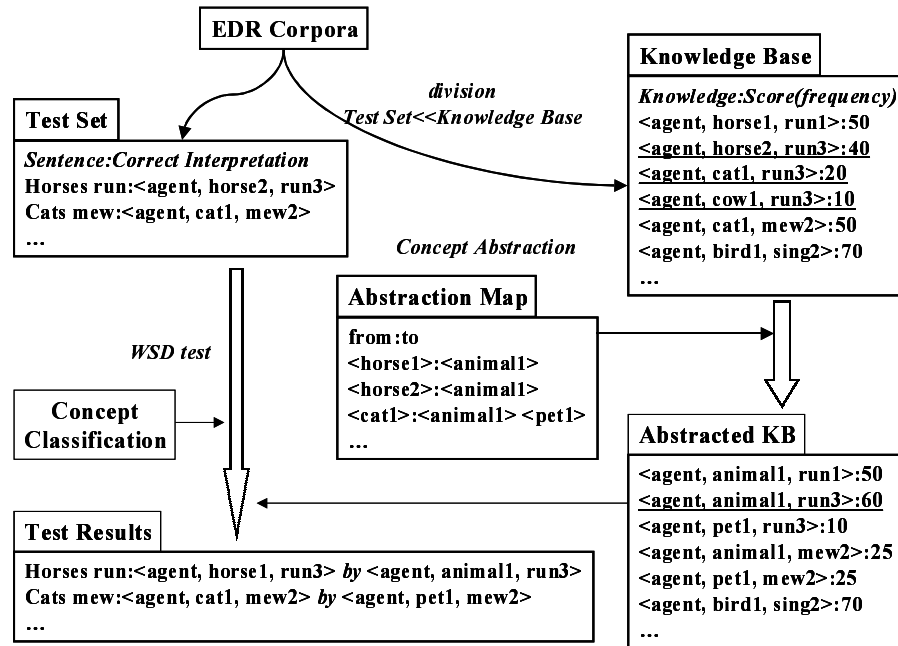 EDR Corpora
division
Test Set<<Knowledge Base
Test Set
Sentence:Correct Interpretation
Horses run:<agent, horse2, run3>
Cats mew:<agent, cat1, mew2>
...
Knowledge Base
Knowledge:Score(frequency)
<agent, horse1, run1>:50
<agent, horse2, run3>:40
<agent, cat1, run3>:20
<agent, cow1, run3>:10
<agent, cat1, mew2>:50
<agent, bird1, sing2>:70
...
Concept Abstraction
Abstraction Map
from:to
<horse1>:<animal1>
<horse2>:<animal1>
<cat1>:<animal1> <pet1>
...
WSD test
Concept
Classification
Abstracted KB
<agent, animal1, run1>:50
<agent, animal1, run3>:60
<agent, pet1, run3>:10
<agent, animal1, mew2>:25
<agent, pet1, mew2>:25
<agent, bird1, sing2>:70
...
Test Results
Horses run:<agent, horse1, run3> by <agent, animal1, run3>
Cats mew:<agent, cat1, mew2> by <agent, pet1, mew2>
...